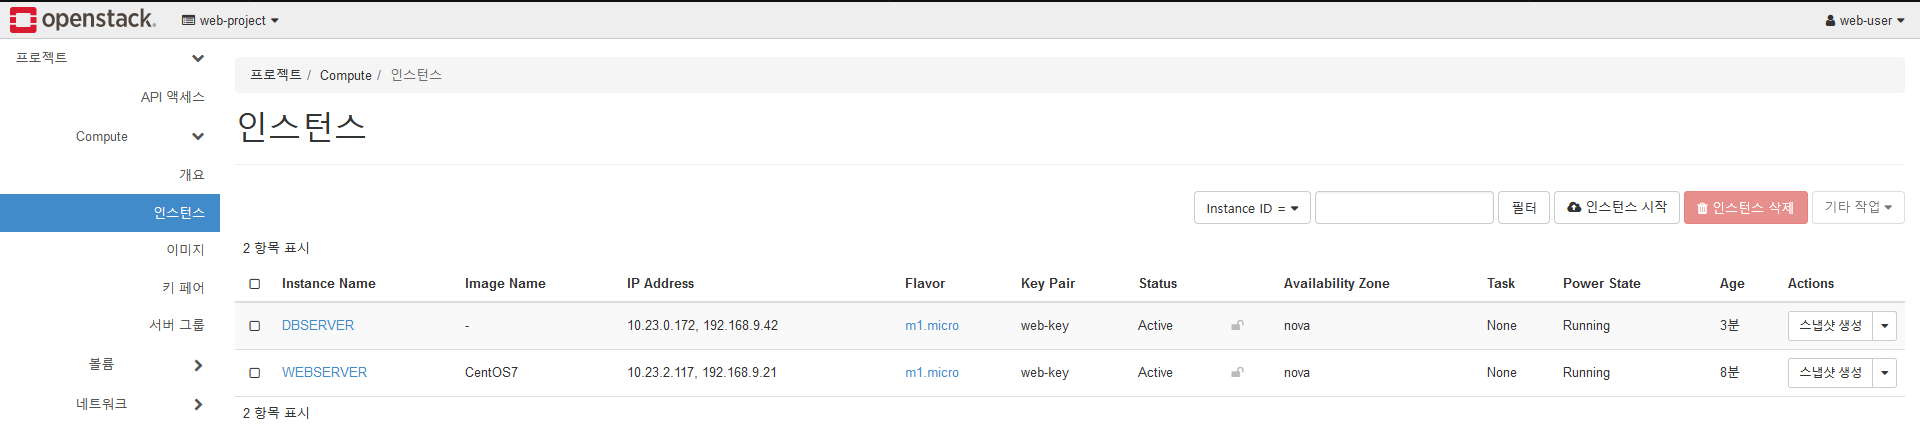 openstack. web-project web-user
프로젝트
API 액세스
Compute
개요
인스턴스
이미지
키 페어
서버 그룹
볼륨
네트워크
프로젝트 / Compute / 인스턴스
인스턴스
Instance ID = 필터 인스턴스 시작 인스턴스 삭제 기타 작업
2 항목 표시
Instance Name Image Name IP Address Flavor Key Pair Status Availability Zone Task Power State Age Actions
DBSERVER - 10.23.0.172, 192.168.9.42 m1.micro web-key Active nova None Running 3분 스냅샷 생성
WEBSERVER CentOS7 10.23.2.117, 192.168.9.21 m1.micro web-key Active nova None Running 8분 스냅샷 생성
2 항목 표시